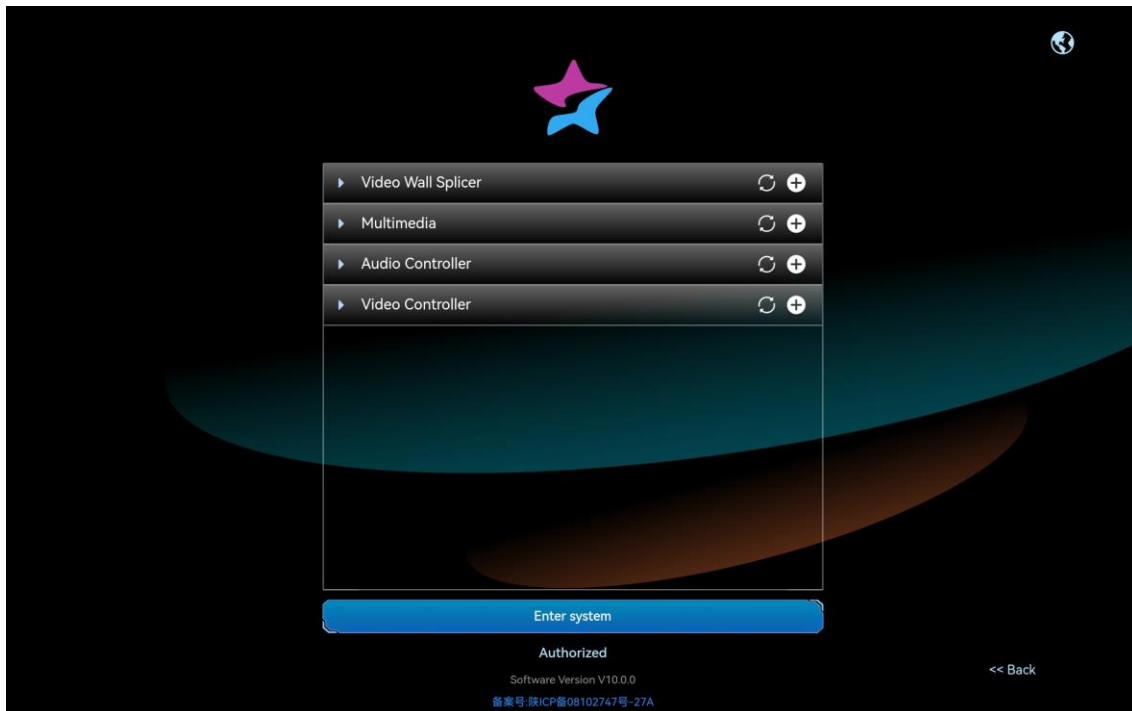 Video Wall Splicer
Multimedia
Audio Controller
Video Controller
Enter system
Authorized
<< Back
Software Version V10.0.0
备案号:陕ICP备08102747号-27A